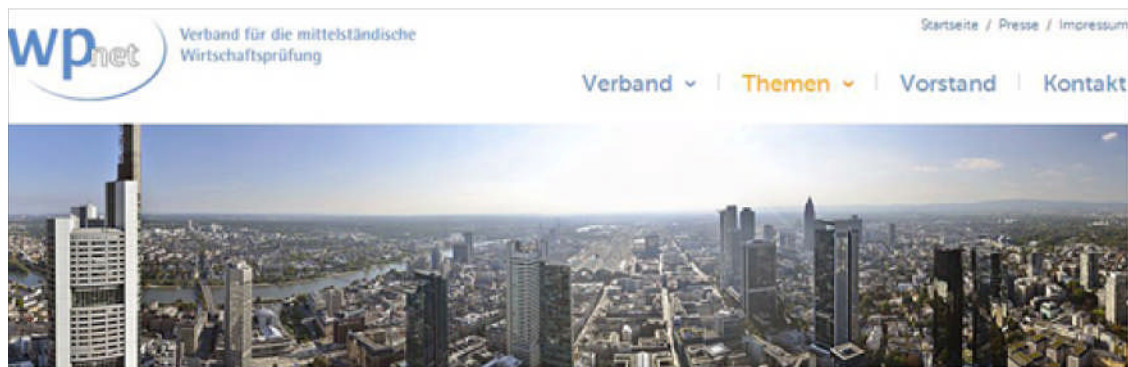 wpnet
Verband für die mittelständische
Wirtschaftsprüfung
Startseite / Presse / Impressum
Verband
Themen
Vorstand
Kontakt